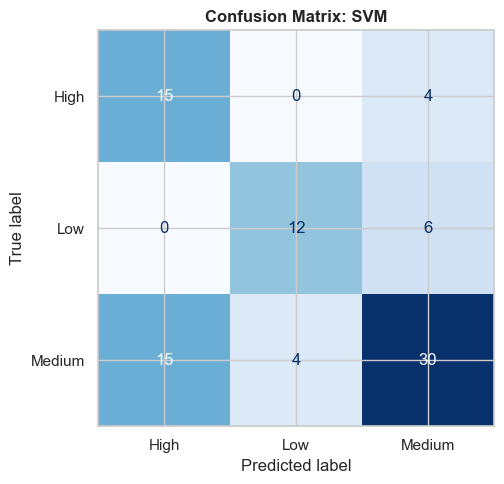 Confusion Matrix: SVM
High 15 0 4
Low 0 12 6
Medium 15 4 30
High Low Medium
Predicted label
True label